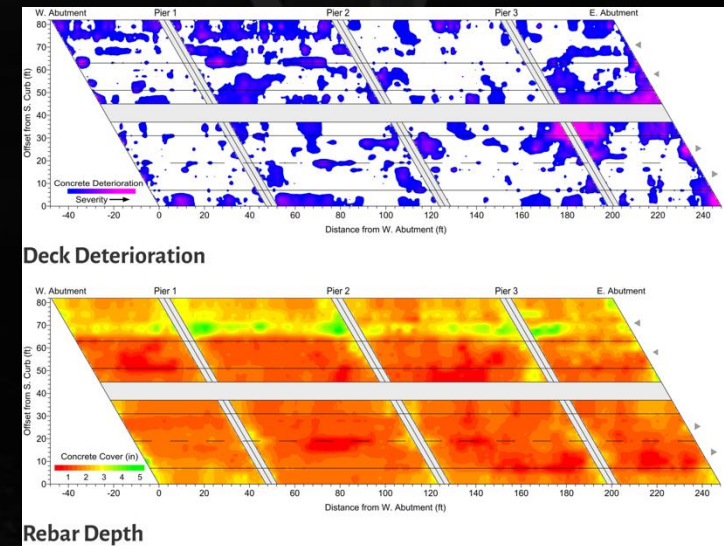 W. Abutment Pier 1 Pier 2 Pier 3 E. Abutment
80
70
60
50
40
30
20
10
0
Offset from S. Curb (ft)
Concrete Deterioration
Severity
-40 -20 0 20 40 60 80 100 120 140 160 180 200 220 240
Distance from W. Abutment (ft)
Deck Deterioration
W. Abutment Pier 1 Pier 2 Pier 3 E. Abutment
80
70
60
50
40
30
20
10
0
Offset from S. Curb (ft)
Concrete Cover (in)
1 2 3 4 5
-40 -20 0 20 40 60 80 100 120 140 160 180 200 220 240
Distance from W. Abutment (ft)
Rebar Depth